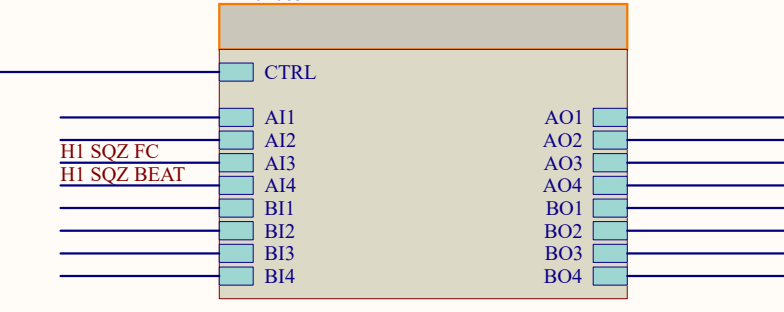 CTRL
AI1 AO1
AI2 AO2
H1 SQZ FC
AI3 AO3
H1 SQZ BEAT
AI4 AO4
BI1 BO1
BI2 BO2
BI3 BO3
BI4 BO4